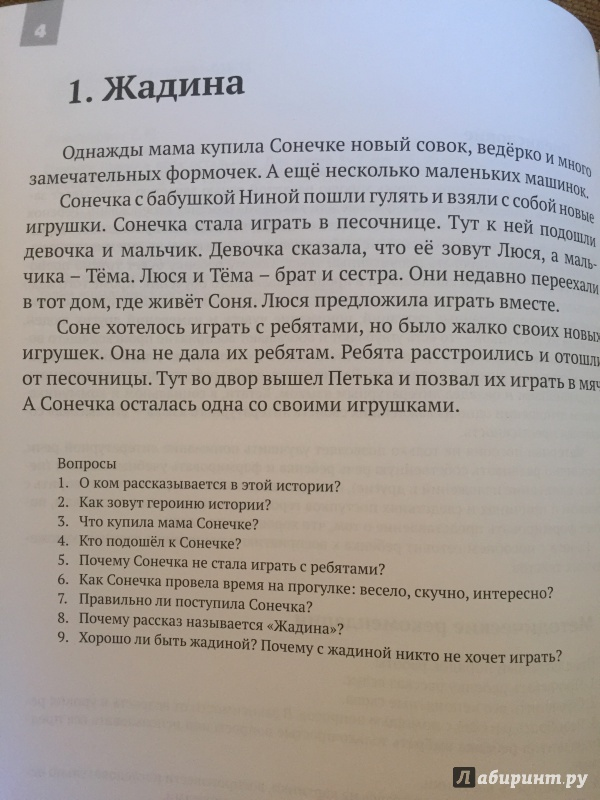 4
1. Жадина
Однажды мама купила Сонечке новый совок, ведёрко и много
замечательных формочек. А ещё несколько маленьких машинок.
Сонечка с бабушкой Ниной пошли гулять и взяли с собой новые
игрушки. Сонечка стала играть в песочнице. Тут к ней подошли
девочка и мальчик. Девочка сказала, что её зовут Люся, а маль-
чика – Тёма. Люся и Тёма – брат и сестра. Они недавно переехали
в тот дом, где живёт Соня. Люся предложила играть вместе.
Соне хотелось играть с ребятами, но было жалко своих новых
игрушек. Она не дала их ребятам. Ребята расстроились и отошли
от песочницы. Тут во двор вышел Петька и позвал их играть в мяч.
А Сонечка осталась одна со своими игрушками.
Вопросы
1. О ком рассказывается в этой истории?
2. Как зовут героиню истории?
3. Что купила мама Сонечке?
4. Кто подошёл к Сонечке?
5. Почему Сонечка не стала играть с ребятами?
6. Как Сонечка провела время на прогулке: весело, скучно, интересно?
7. Правильно ли поступила Сонечка?
8. Почему рассказ называется «Жадина»?
9. Хорошо ли быть жадиной? Почему с жадиной никто не хочет играть?
Лабиринт.ру